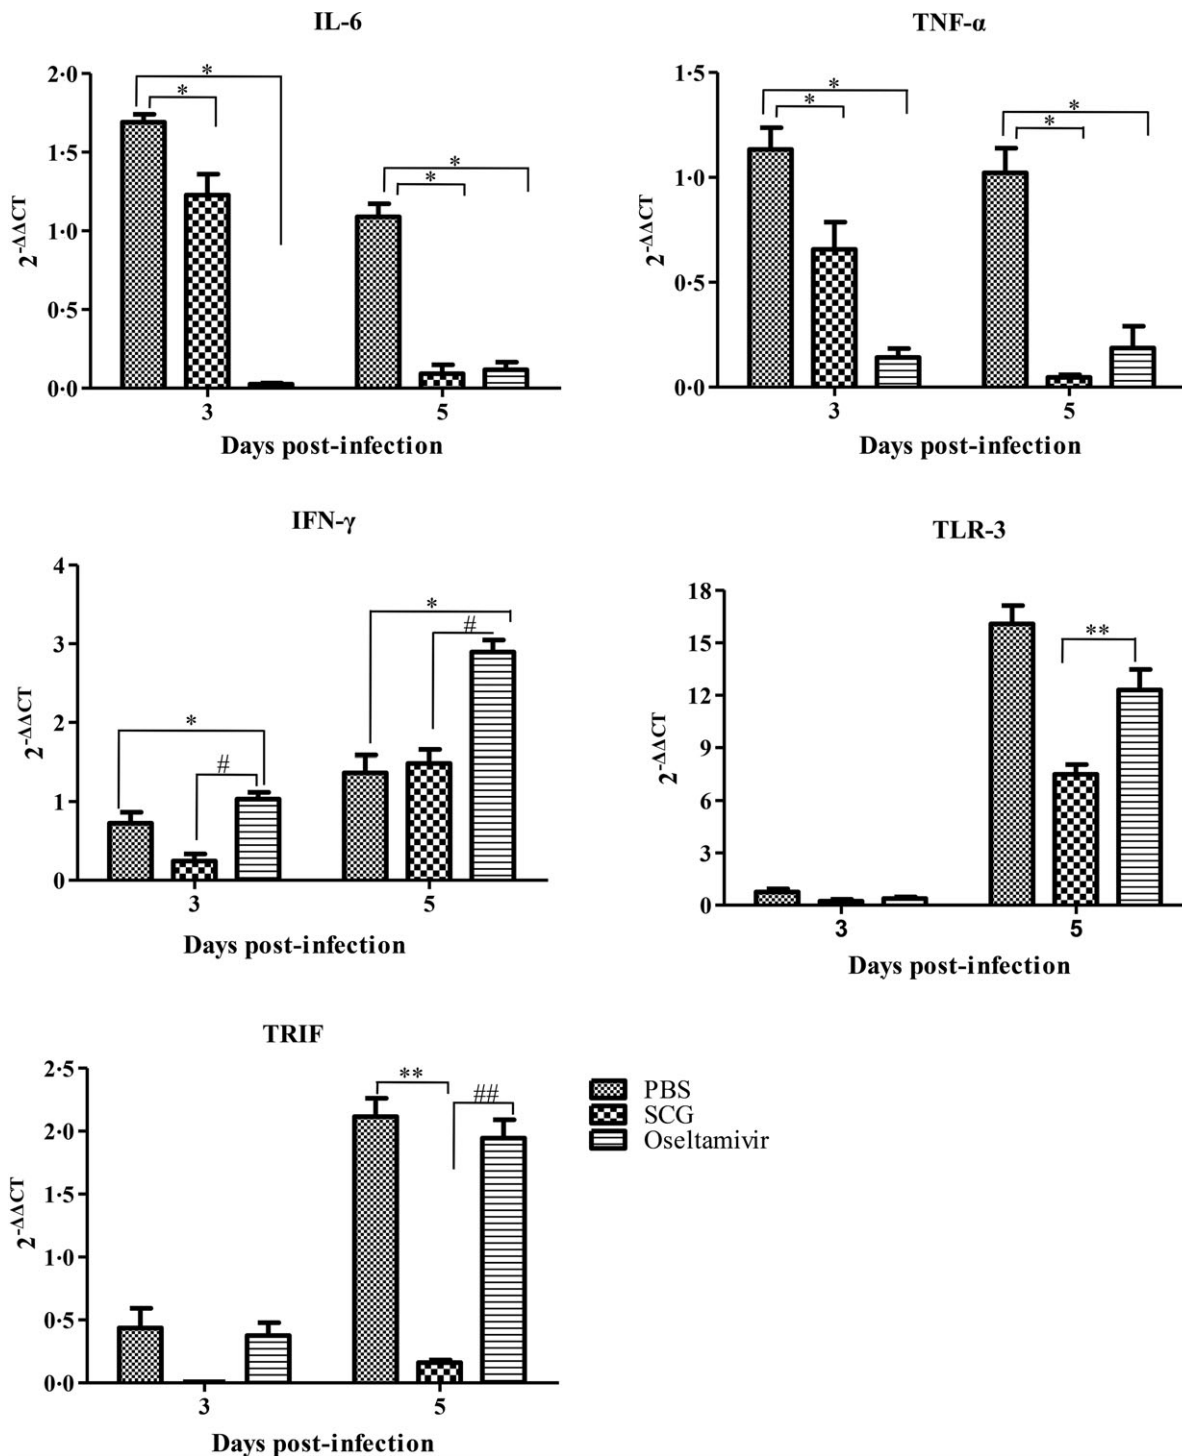 IL-6
2·0
1·5
1·0
0·5
0·0
2^-ΔΔCT
* * * *
3 5
Days post-infection
TNF-α
1·5
1·0
0·5
0·0
2^-ΔΔCT
* * * *
3 5
Days post-infection
IFN-γ
4
3
2
1
0
2^-ΔΔCT
* # * #
3 5
Days post-infection
TLR-3
18
15
12
9
6
3
0
2^-ΔΔCT
**
3 5
Days post-infection
TRIF
2·5
2·0
1·5
1·0
0·5
0·0
2^-ΔΔCT
** ##
3 5
Days post-infection
PBS
SCG
Oseltamivir